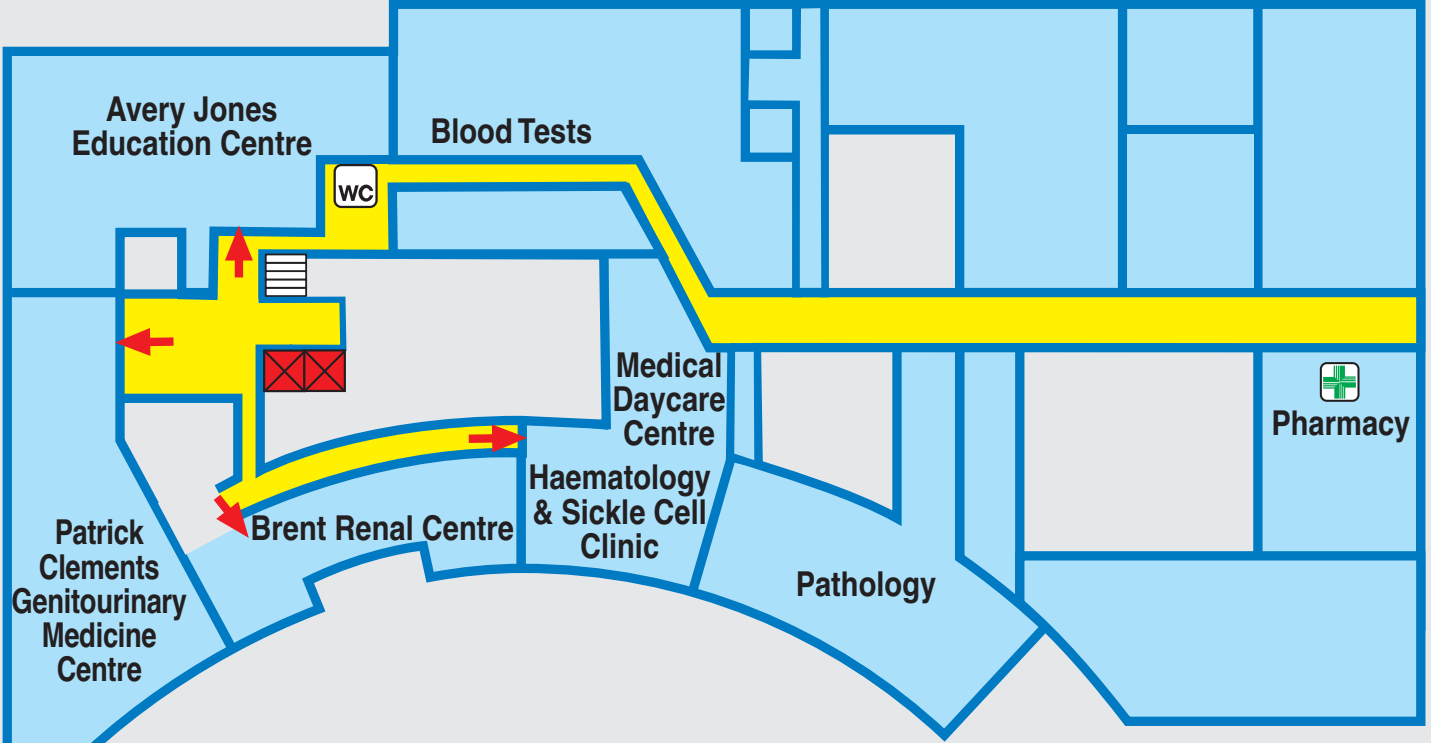 Avery Jones
Education Centre
Blood Tests
WC
Medical
Daycare
Centre
Pharmacy
Haematology
& Sickle Cell
Clinic
Brent Renal Centre
Patrick
Clements
Genitourinary
Medicine
Centre
Pathology